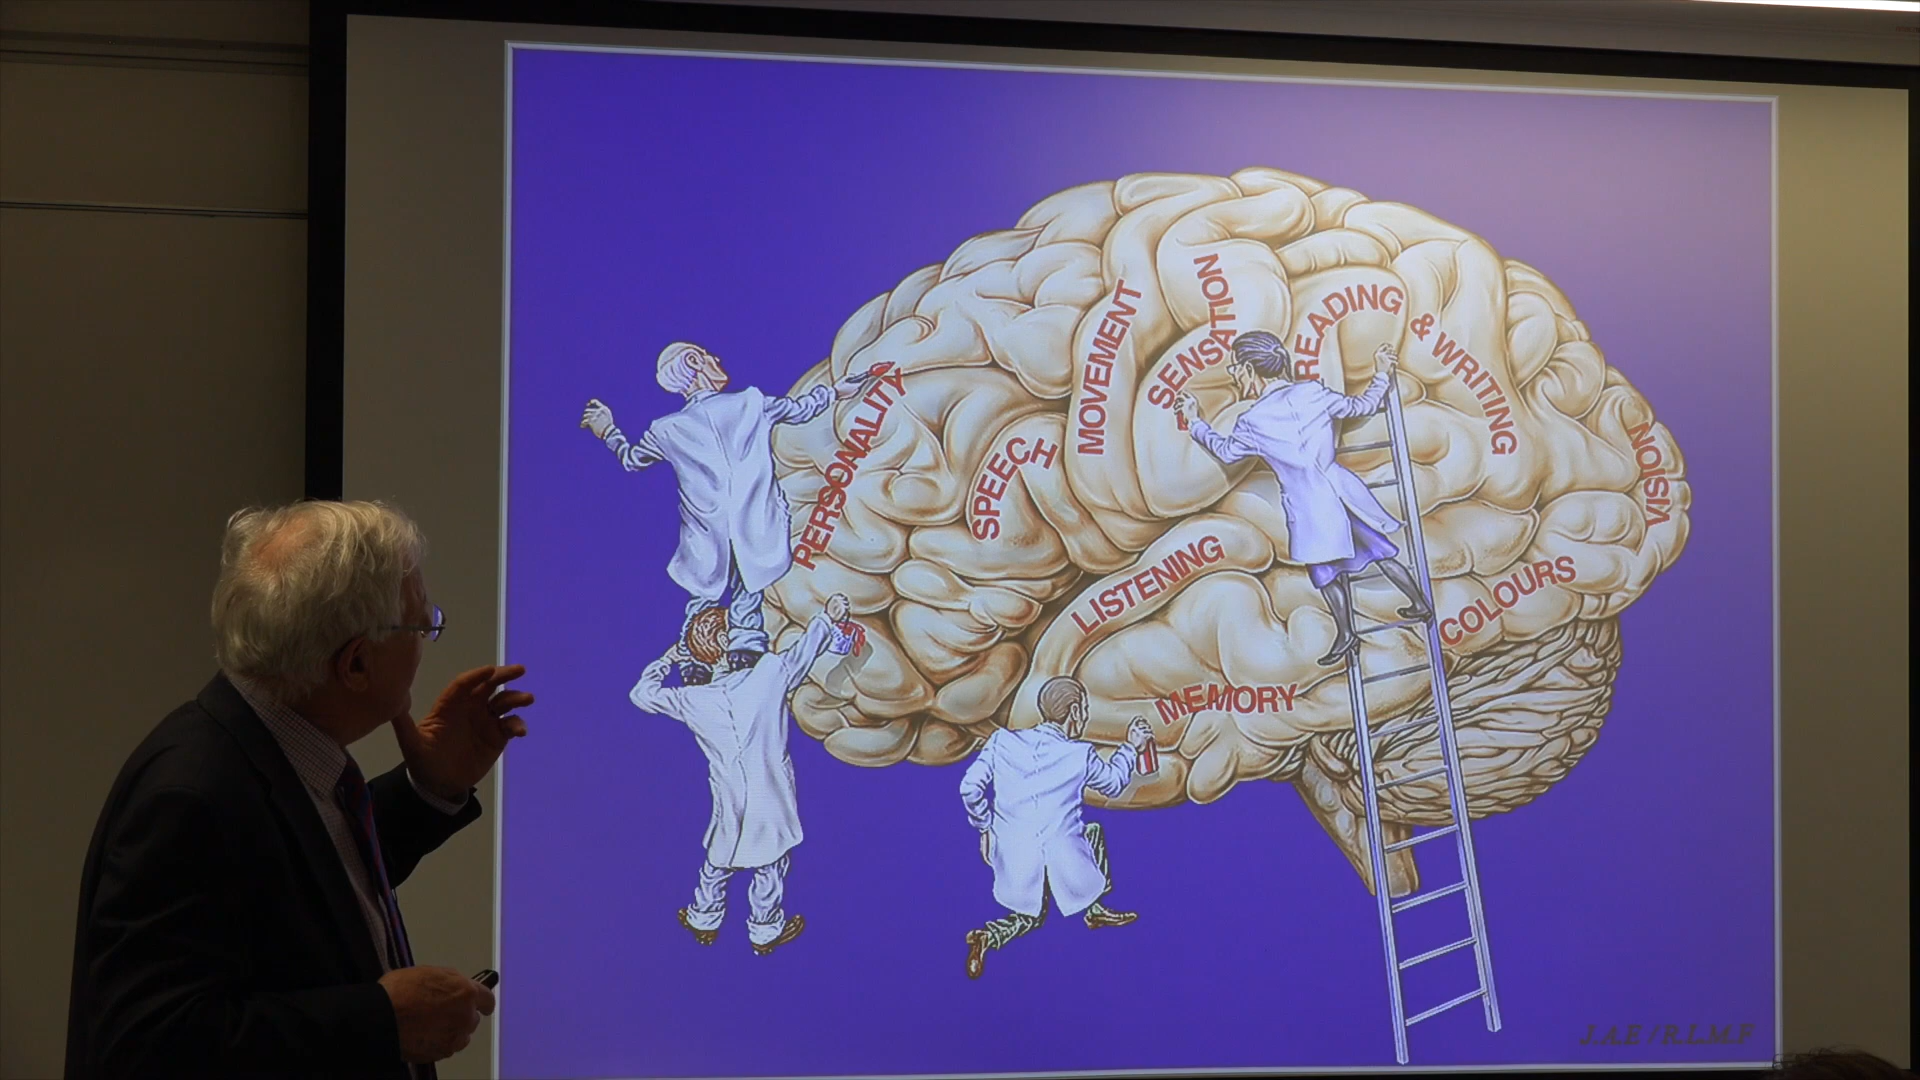 PERSONALITY
SPEECH
MOVEMENT
SENSATION
READING & WRITING
VISION
LISTENING
COLOURS
MEMORY
J.A.E / R.L.M.F